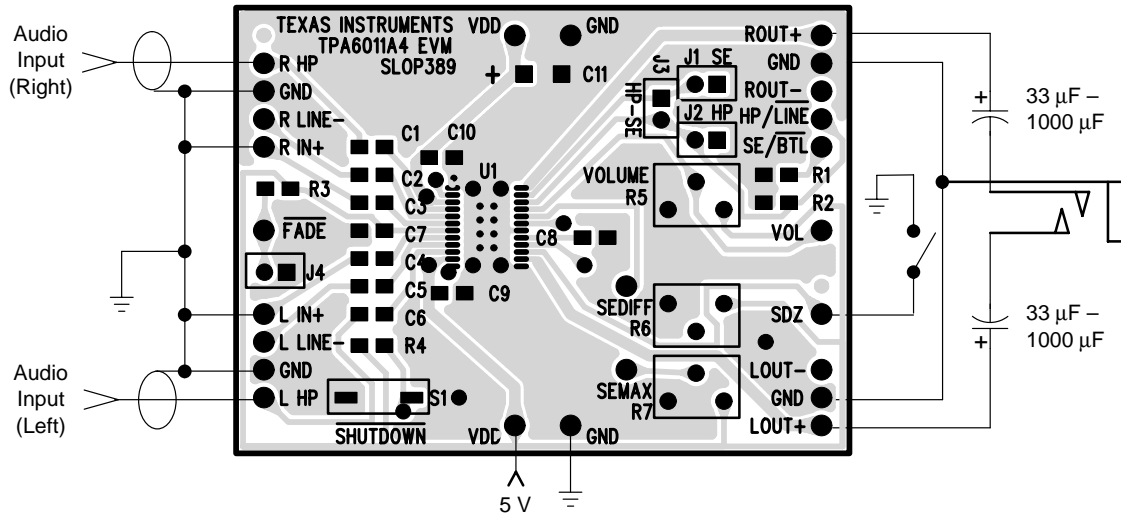 Audio
Input
(Right)
TEXAS INSTRUMENTS
TPA6011A4 EVM
SLOP389
VDD
GND
+
C11
R HP
GND
R LINE-
R IN+
R3
FADE
J4
L IN+
L LINE-
GND
L HP
C1
C2
C3
C7
C4
C5
C6
R4
S1
SHUTDOWN
C10
U1
C8
C9
VDD
GND
J3
HP-SE
J1 SE
J2 HP
VOLUME
R5
R1
R2
SEDIFF
R6
SEMAX
R7
ROUT+
GND
ROUT-
HP/LINE
SE/BTL
VOL
SDZ
LOUT-
GND
LOUT+
+
33 μF –
1000 μF
33 μF –
1000 μF
+
Audio
Input
(Left)
5 V